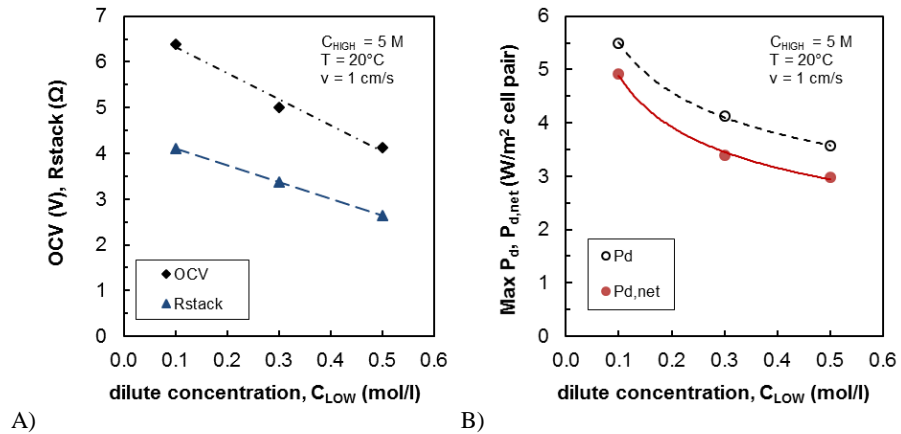 7
6
5
4
3
2
1
0
OCV (V), Rstack (Ω)
C_HIGH = 5 M
T = 20°C
v = 1 cm/s
OCV
Rstack
0.0 0.1 0.2 0.3 0.4 0.5 0.6
dilute concentration, C_LOW (mol/l)
A)
6
5
4
3
2
1
0
Max P_d, P_d,net (W/m² cell pair)
C_HIGH = 5 M
T = 20°C
v = 1 cm/s
Pd
Pd,net
0.0 0.1 0.2 0.3 0.4 0.5 0.6
dilute concentration, C_LOW (mol/l)
B)